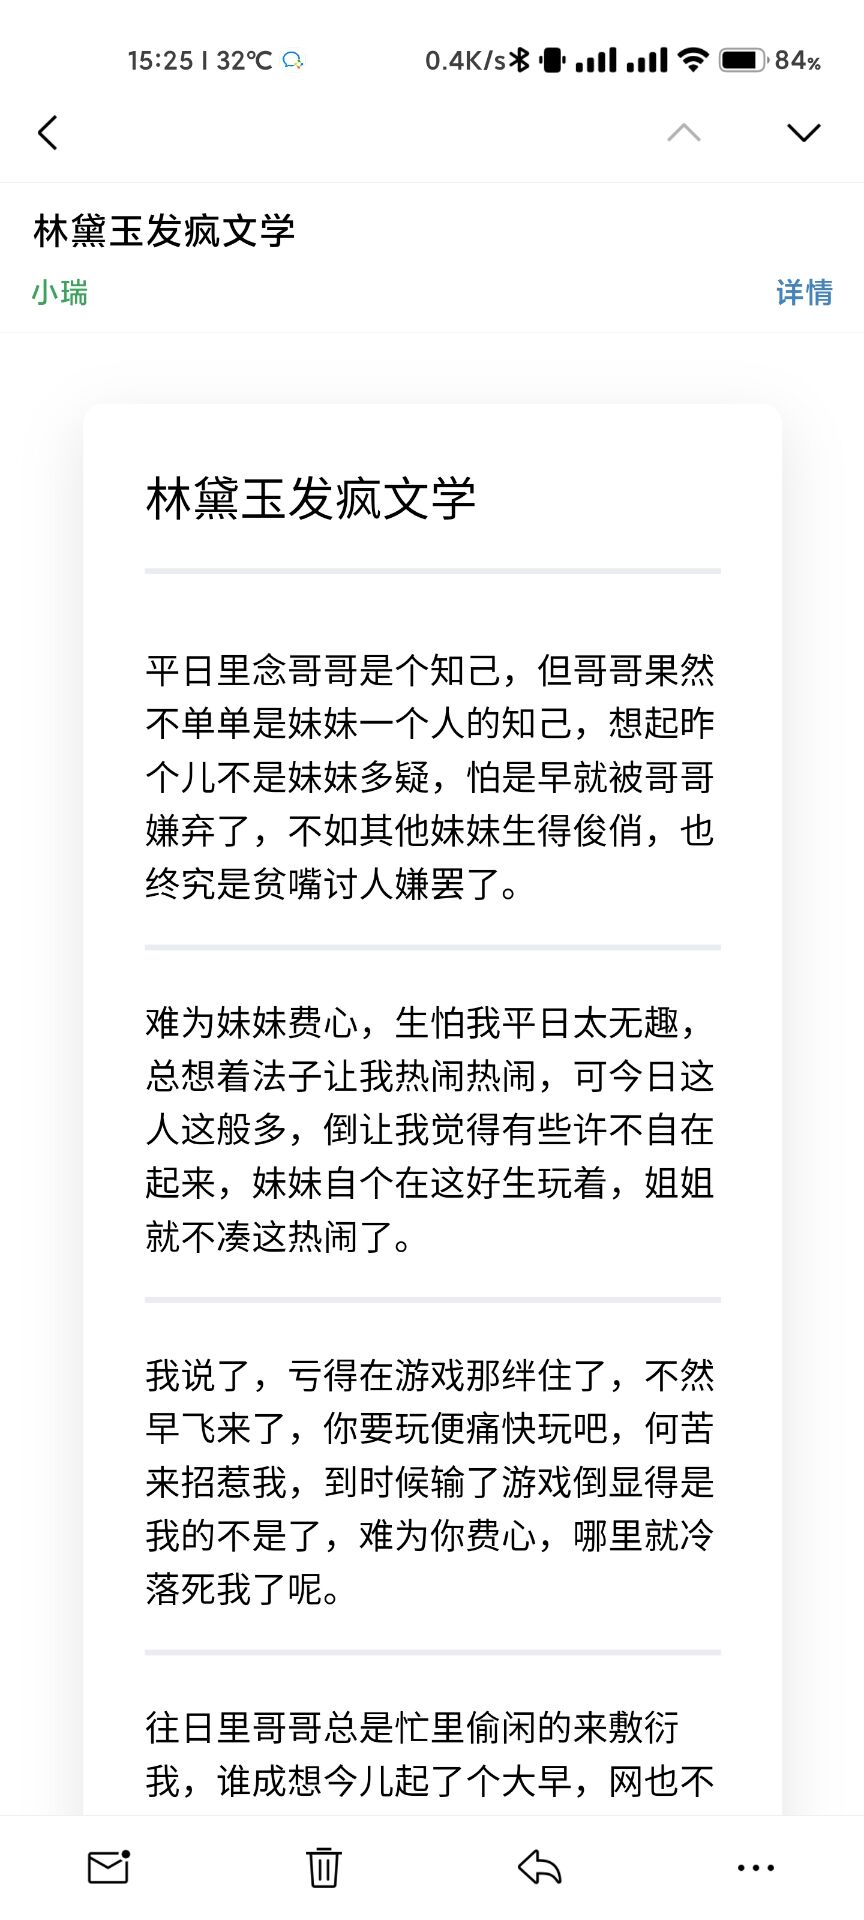 15:25 | 32℃
0.4K/s
84%
林黛玉发疯文学
小瑞
详情
林黛玉发疯文学
平日里念哥哥是个知己，但哥哥果然
不单单是妹妹一个人的知己，想起昨
个儿不是妹妹多疑，怕是早就被哥哥
嫌弃了，不如其他妹妹生得俊俏，也
终究是贫嘴讨人嫌罢了。
难为妹妹费心，生怕我平日太无趣，
总想着法子让我热闹热闹，可今日这
人这般多，倒让我觉得有些许不自在
起来，妹妹自个在这好生玩着，姐姐
就不凑这热闹了。
我说了，亏得在游戏那绊住了，不然
早飞来了，你要玩便痛快玩吧，何苦
来招惹我，到时候输了游戏倒显得是
我的不是了，难为你费心，哪里就冷
落死我了呢。
往日里哥哥总是忙里偷闲的来敷衍
我，谁成想今儿起了个大早，网也不